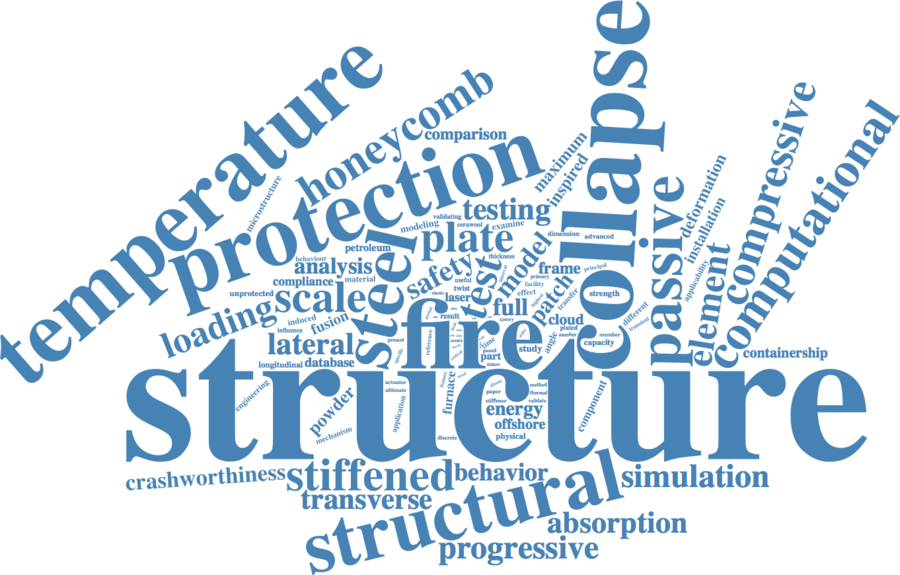 temperature
honeycomb
comparison
protection
collapse
maximum
inspired
microstructure
compressive
computational
deformation
installation
passive
testing
validating
cerawool
examine
modeling
dimension
advanced
plate
model
petroleum
behaviour
analysis
steel
safety
test
thickness
frame
principal
material
compliance
useful
primary
facility
patch
transfer
strength
applicability
element
unprotected
scale
twist
laser
effect
full
cloud
different
transient
loading
induced
fusion
influence
result
fire
plated
number
member
capacity
lateral
present
reference
time
panel
study
angle
part
containership
longitudinal
database
structure
engineering
powder
mechanism
actuator
ultimate
application
furnace
paper
stiffener
method
thermal
validate
energy
offshore
physical
component
discrete
crashworthiness
stiffened
behavior
simulation
transverse
structural
absorption
progressive